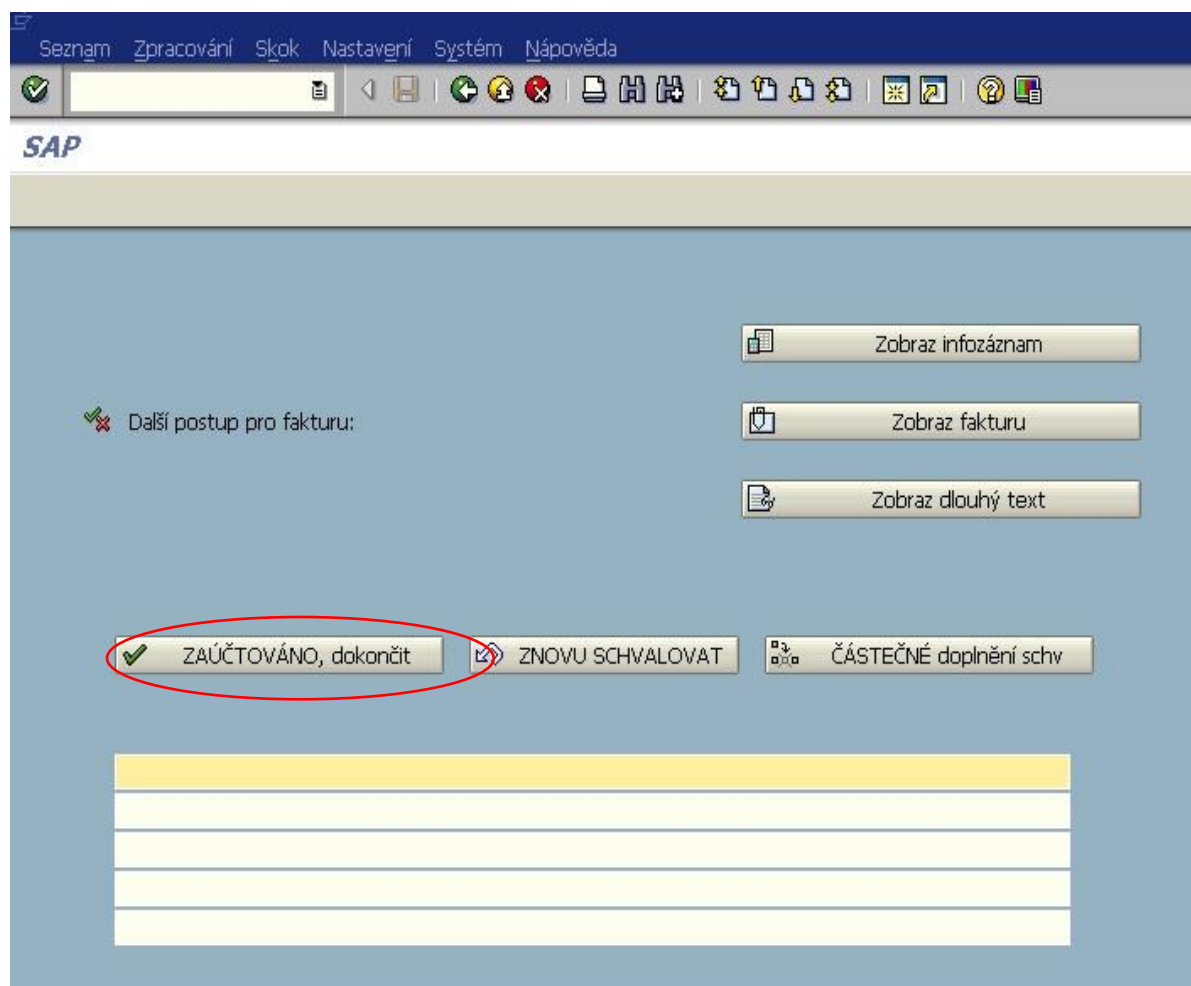 Seznam Zpracování Skok Nastavení Systém Nápověda
SAP
Zobraz infozáznam
Další postup pro fakturu:
Zobraz fakturu
Zobraz dlouhý text
ZAÚČTOVÁNO, dokončit
ZNOVU SCHVALOVAT
ČÁSTEČNÉ doplnění schv